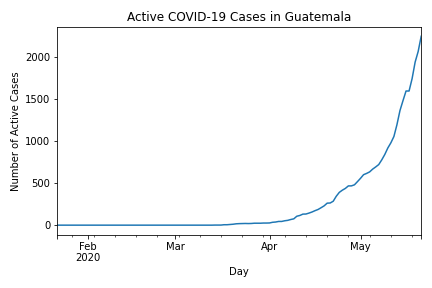 Active COVID-19 Cases in Guatemala
Number of Active Cases
2000
1500
1000
500
0
Feb Mar Apr May
2020
Day